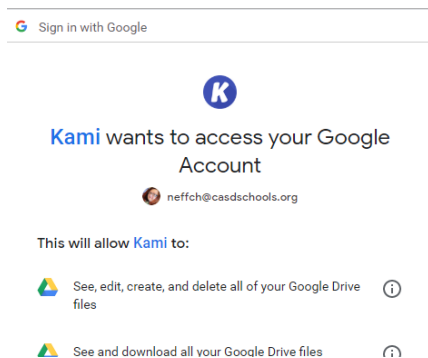 Sign in with Google
K
Kami wants to access your Google
Account
neffch@casdschools.org
This will allow Kami to:
See, edit, create, and delete all of your Google Drive
files
See and download all your Google Drive files